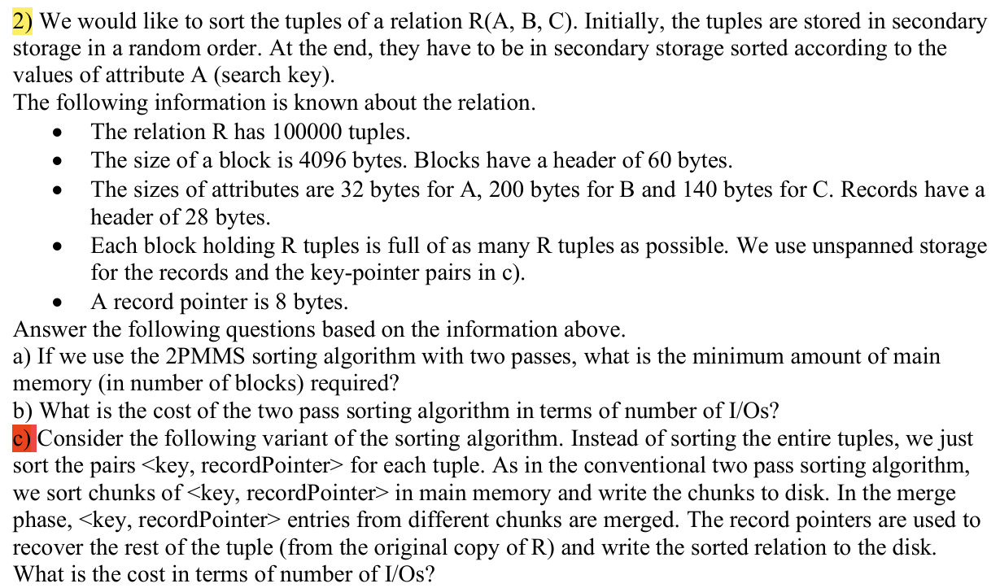 2) We would like to sort the tuples of a relation R(A, B, C). Initially, the tuples are stored in secondary
storage in a random order. At the end, they have to be in secondary storage sorted according to the
values of attribute A (search key).
The following information is known about the relation.
• The relation R has 100000 tuples.
• The size of a block is 4096 bytes. Blocks have a header of 60 bytes.
• The sizes of attributes are 32 bytes for A, 200 bytes for B and 140 bytes for C. Records have a
header of 28 bytes.
• Each block holding R tuples is full of as many R tuples as possible. We use unspanned storage
for the records and the key-pointer pairs in c).
• A record pointer is 8 bytes.
Answer the following questions based on the information above.
a) If we use the 2PMMS sorting algorithm with two passes, what is the minimum amount of main
memory (in number of blocks) required?
b) What is the cost of the two pass sorting algorithm in terms of number of I/Os?
c) Consider the following variant of the sorting algorithm. Instead of sorting the entire tuples, we just
sort the pairs <key, recordPointer> for each tuple. As in the conventional two pass sorting algorithm,
we sort chunks of <key, recordPointer> in main memory and write the chunks to disk. In the merge
phase, <key, recordPointer> entries from different chunks are merged. The record pointers are used to
recover the rest of the tuple (from the original copy of R) and write the sorted relation to the disk.
What is the cost in terms of number of I/Os?